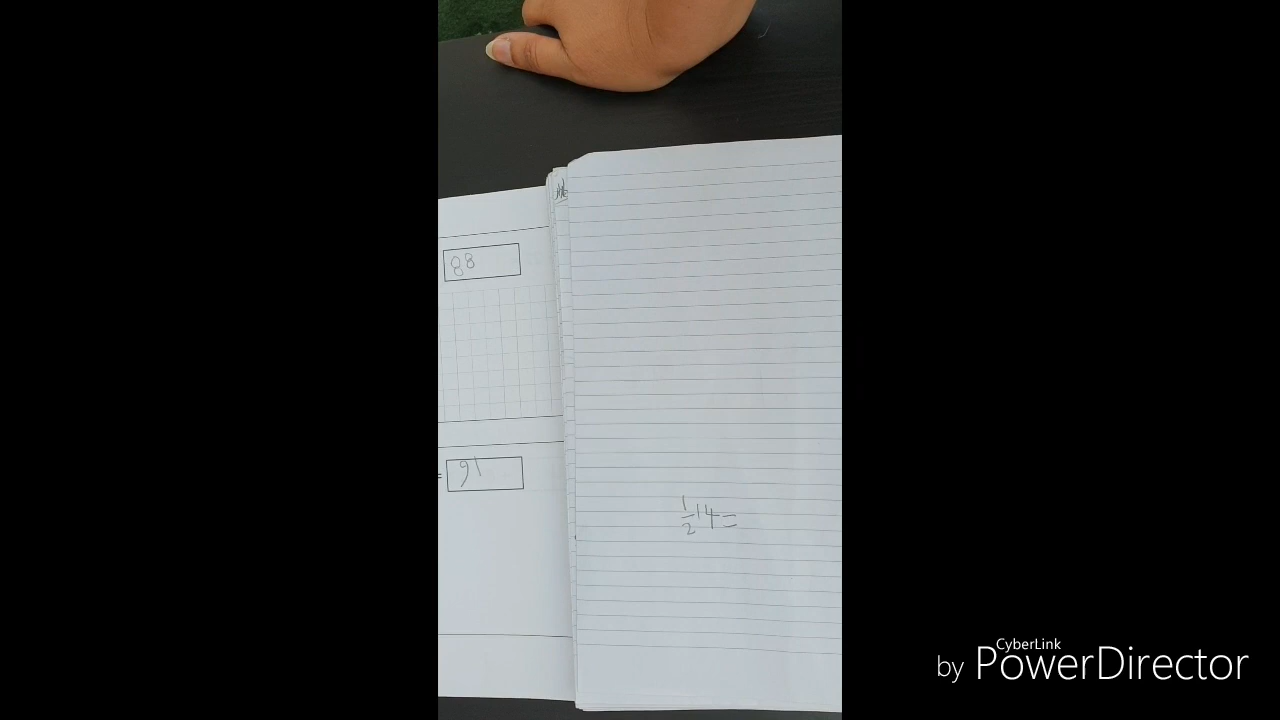 88
= 91
1/2 14 =
CyberLink
by PowerDirector